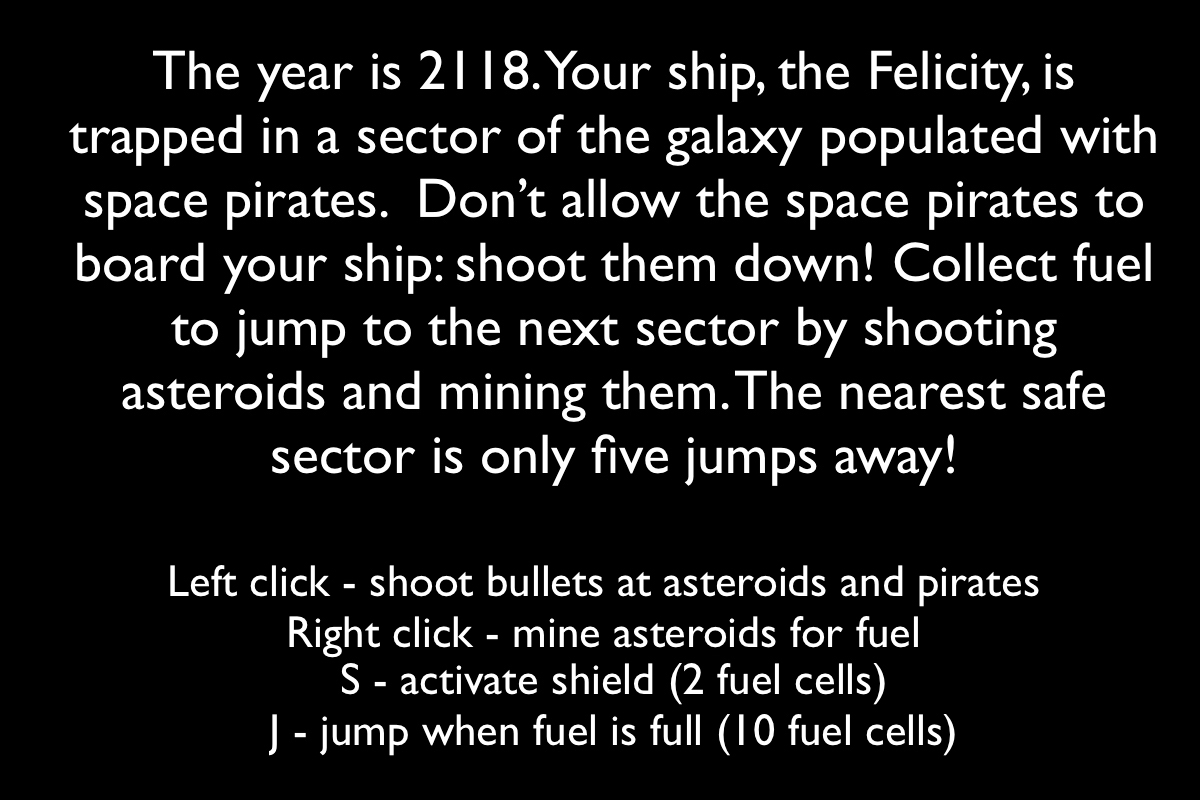 The year is 2118. Your ship, the Felicity, is
trapped in a sector of the galaxy populated with
space pirates.  Don’t allow the space pirates to
board your ship: shoot them down! Collect fuel
to jump to the next sector by shooting
asteroids and mining them. The nearest safe
sector is only five jumps away!
Left click - shoot bullets at asteroids and pirates
Right click - mine asteroids for fuel
S - activate shield (2 fuel cells)
J - jump when fuel is full (10 fuel cells)